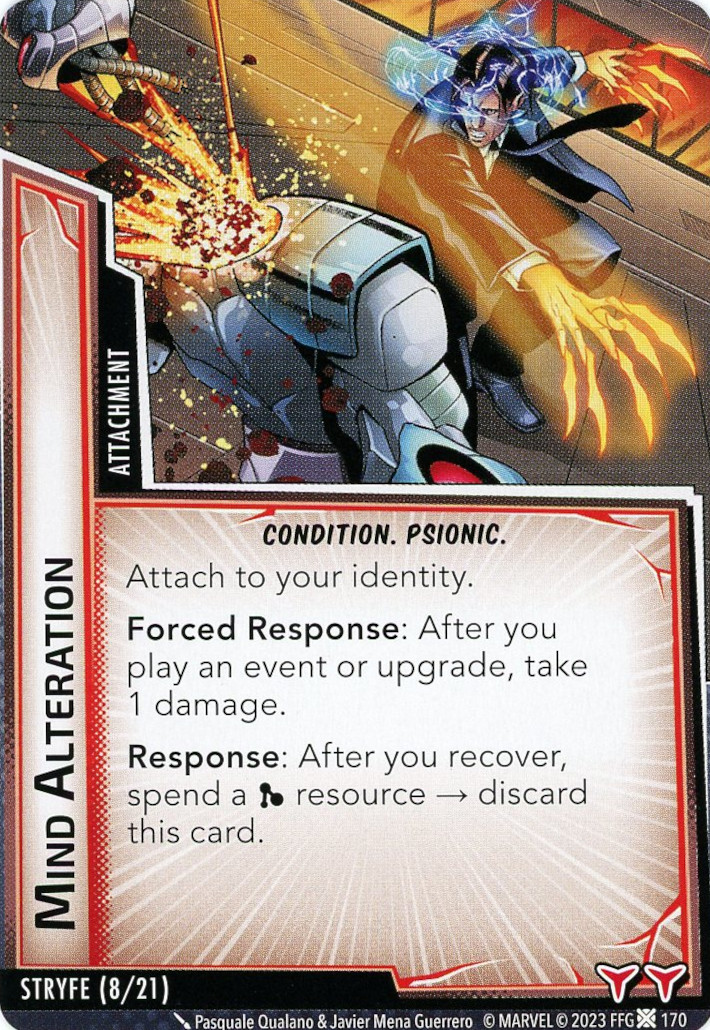 ATTACHMENT
MIND ALTERATION
CONDITION. PSIONIC.
Attach to your identity.
Forced Response: After you
play an event or upgrade, take
1 damage.
Response: After you recover,
spend a resource → discard
this card.
STRYFE (8/21)
Pasquale Qualano & Javier Mena Guerrero © MARVEL © 2023 FFG 170